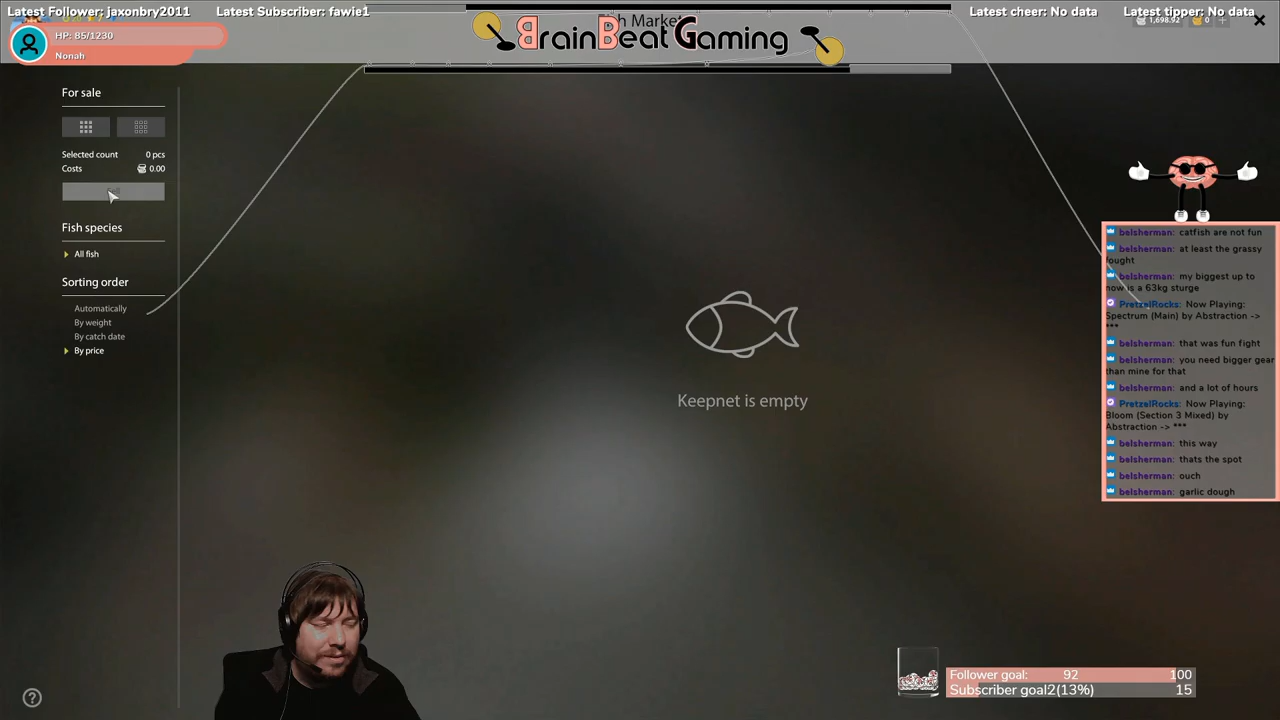 Latest Follower: jaxonbry2011
Latest Subscriber: fawie1
Latest cheer: No data
Latest tipper: No data
HP: 85/1230
Nonah
BrainBeat Gaming
1,698.92
0
For sale
Selected count 0 pcs
Costs 0.00
Fish species
All fish
Sorting order
Automatically
By weight
By catch date
By price
Keepnet is empty
belsherman: catfish are not fun
belsherman: at least the grassy
fought
belsherman: my biggest up to
now is a 63kg sturge
PretzelRocks: Now Playing:
Spectrum (Main) by Abstraction ->
***
belsherman: that was fun fight
belsherman: you need bigger gear
than mine for that
belsherman: and a lot of hours
PretzelRocks: Now Playing:
Bloom (Section 3 Mixed) by
Abstraction -> ***
belsherman: this way
belsherman: thats the spot
belsherman: ouch
belsherman: garlic dough
Follower goal: 92 100
Subscriber goal2(13%) 15
?